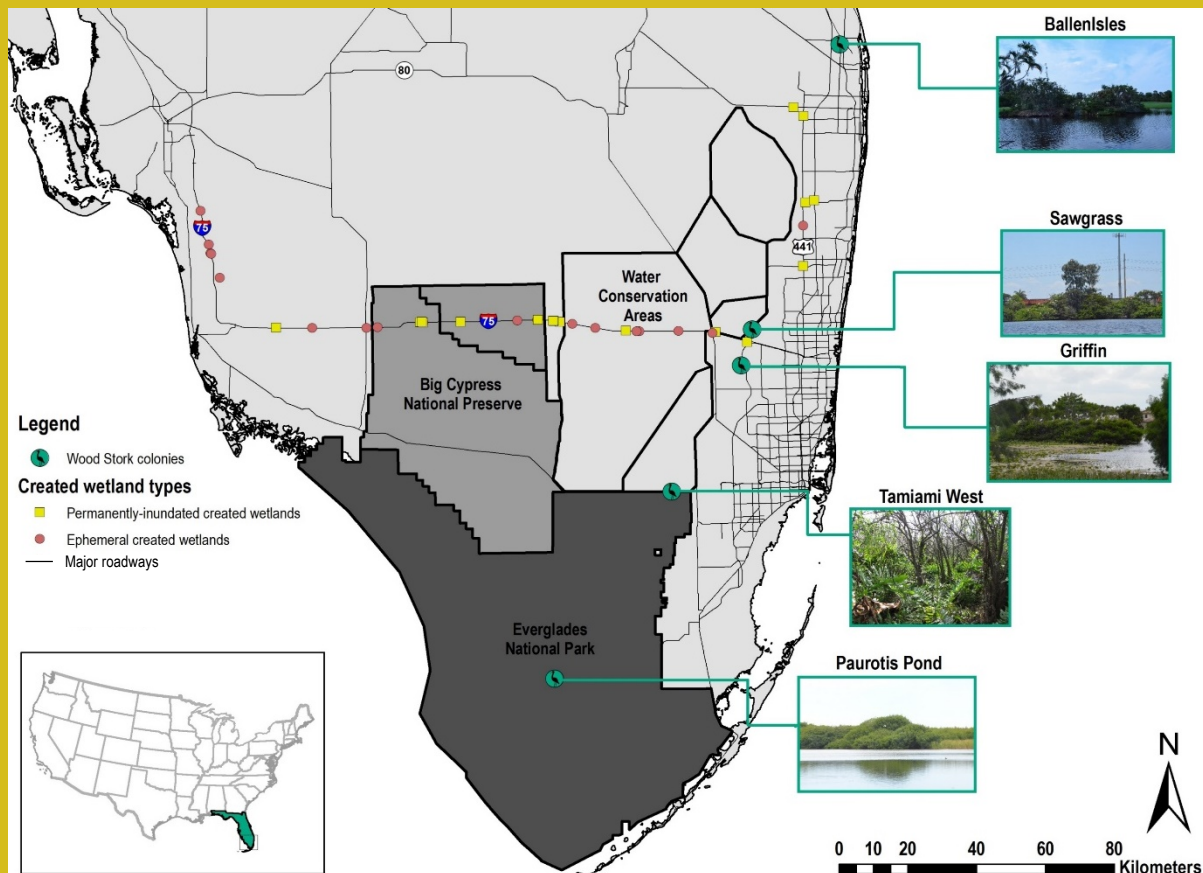 BallenIsles
80
Sawgrass
75
441
Water
Conservation
Areas
75
Griffin
Big Cypress
National Preserve
Legend
Wood Stork colonies
Created wetland types
Permanently-inundated created wetlands
Ephemeral created wetlands
Major roadways
Tamiami West
Everglades
National Park
Paurotis Pond
N
0 10 20 40 60 80
Kilometers